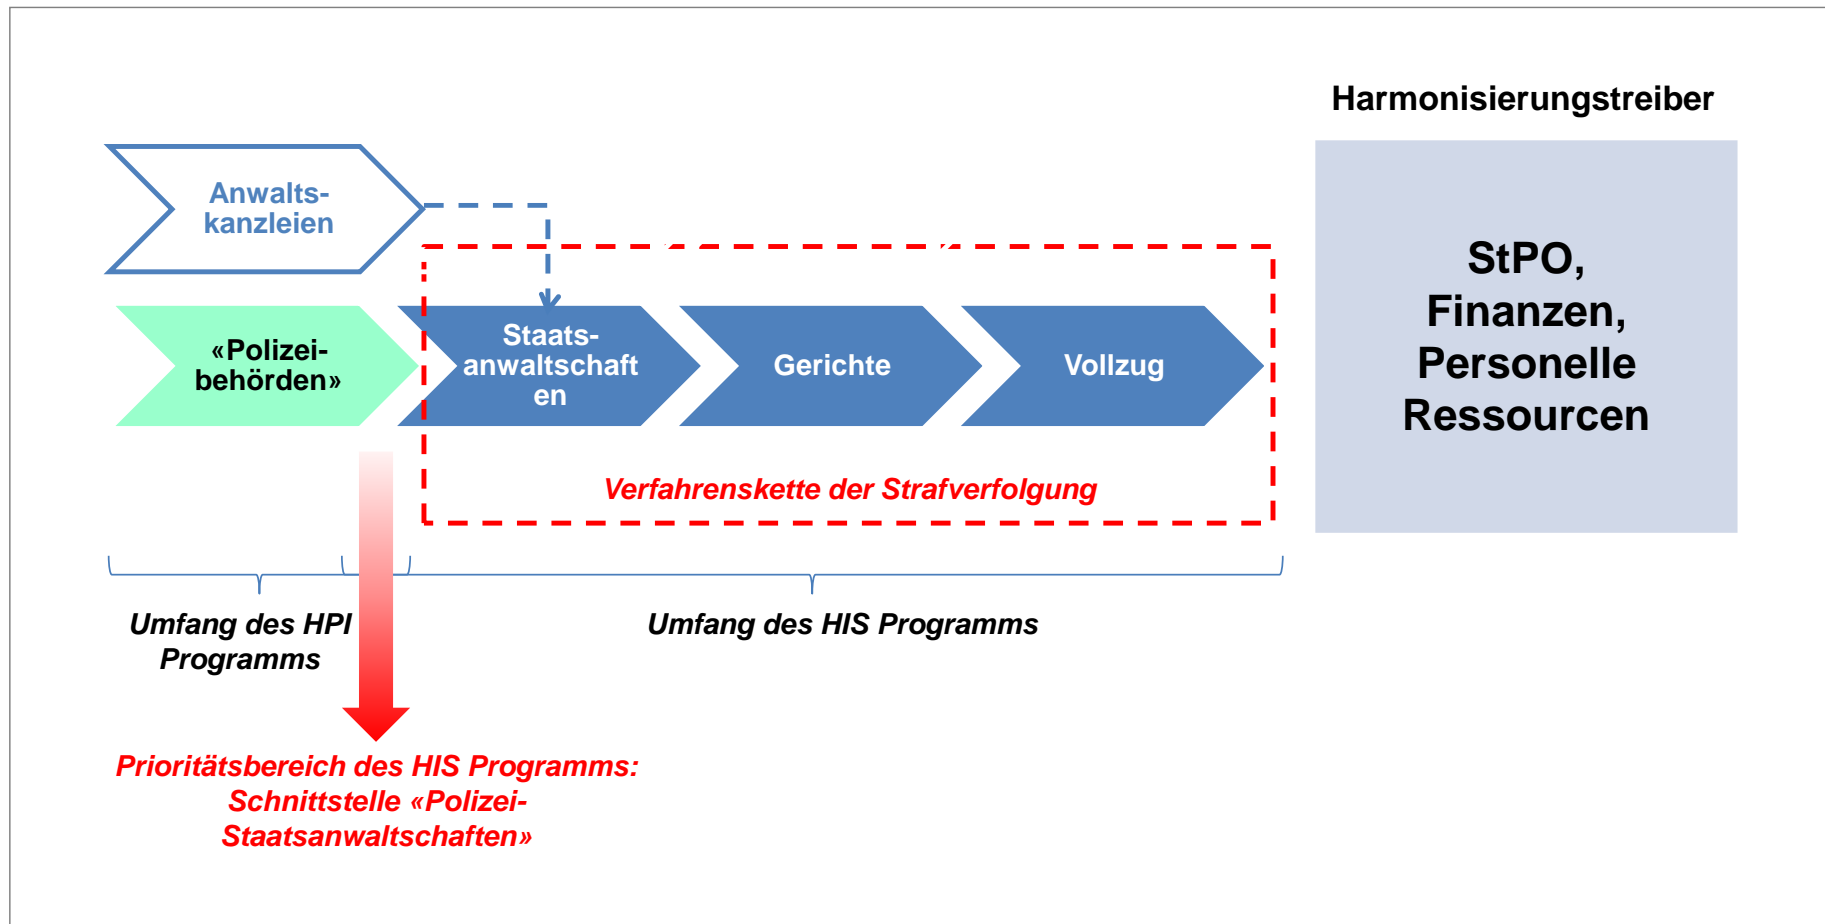 Harmonisierungstreiber
Anwalts-
kanzleien
«Polizei-
behörden»
Staats-
anwaltschaft
en
Gerichte
Vollzug
StPO,
Finanzen,
Personelle
Ressourcen
Verfahrenskette der Strafverfolgung
Umfang des HPI
Programms
Umfang des HIS Programms
Prioritätsbereich des HIS Programms:
Schnittstelle «Polizei-
Staatsanwaltschaften»